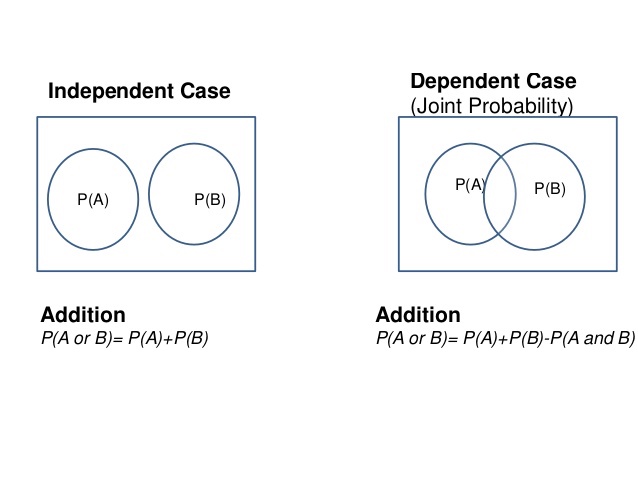 Independent Case
P(A)
P(B)
Addition
P(A or B)= P(A)+P(B)
Dependent Case
(Joint Probability)
P(A)
P(B)
Addition
P(A or B)= P(A)+P(B)-P(A and B)